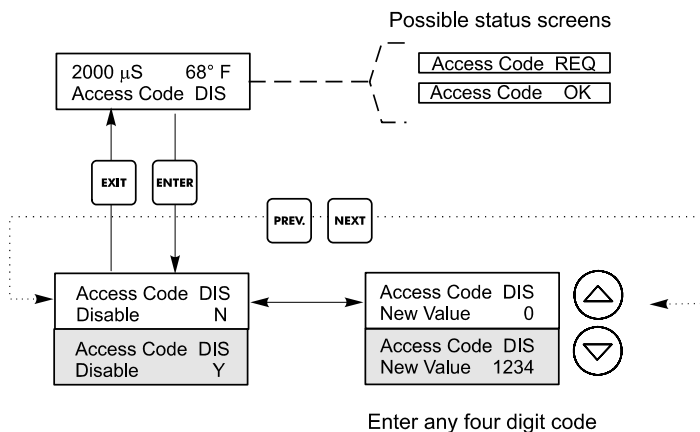 Possible status screens
2000 μS 68° F
Access Code DIS
Access Code REQ
Access Code OK
EXIT
ENTER
PREV.
NEXT
Access Code DIS
Disable N
Access Code DIS
Disable Y
Access Code DIS
New Value 0
Access Code DIS
New Value 1234
Enter any four digit code